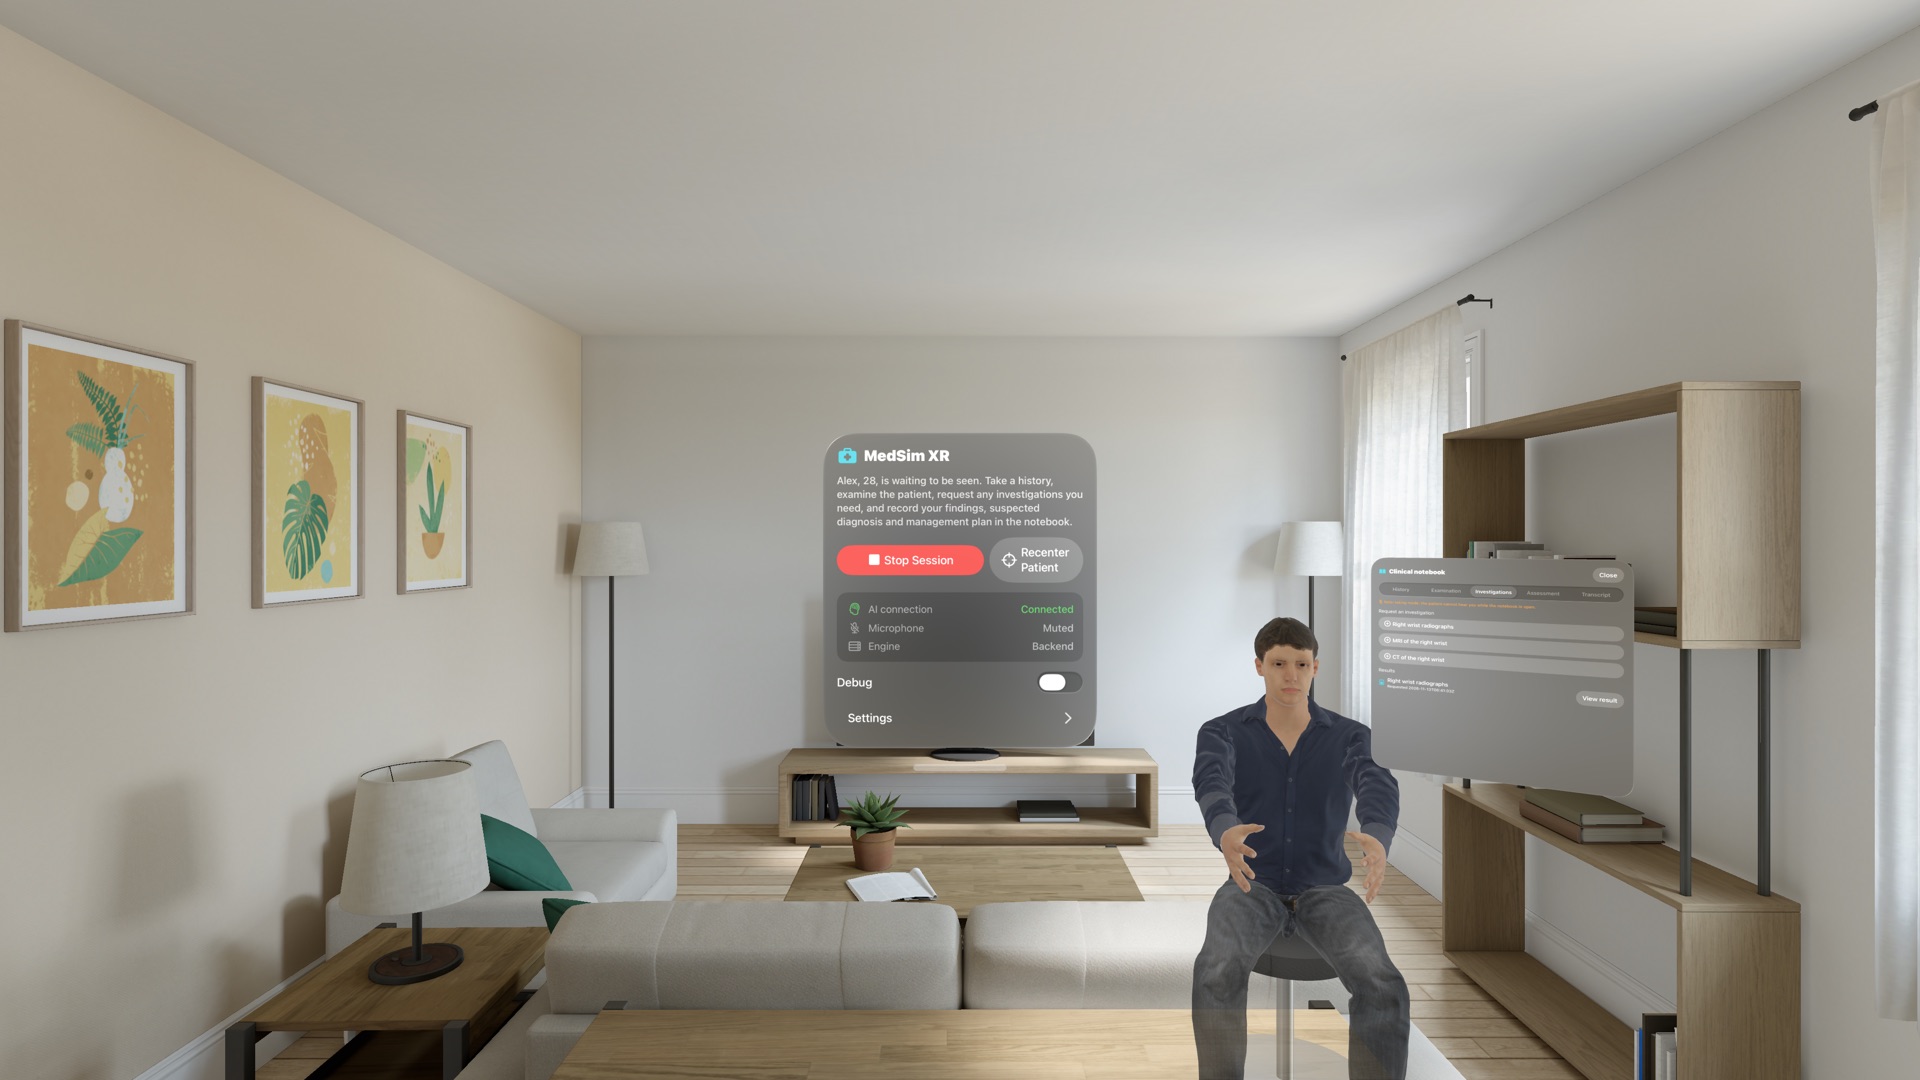 MedSim XR
Alex, 28, is waiting to be seen. Take a history,
examine the patient, request any investigations you
need, and record your findings, suspected
diagnosis and management plan in the notebook.
Stop Session
Recenter
Patient
AI connection Connected
Microphone Muted
Engine Backend
Debug
Settings
Clinical notebook
Close
History Examination Investigations Assessment Transcript
Request an investigation
Right wrist radiographs
MRI of the right wrist
CT of the right wrist
Results
Right wrist radiographs
View result